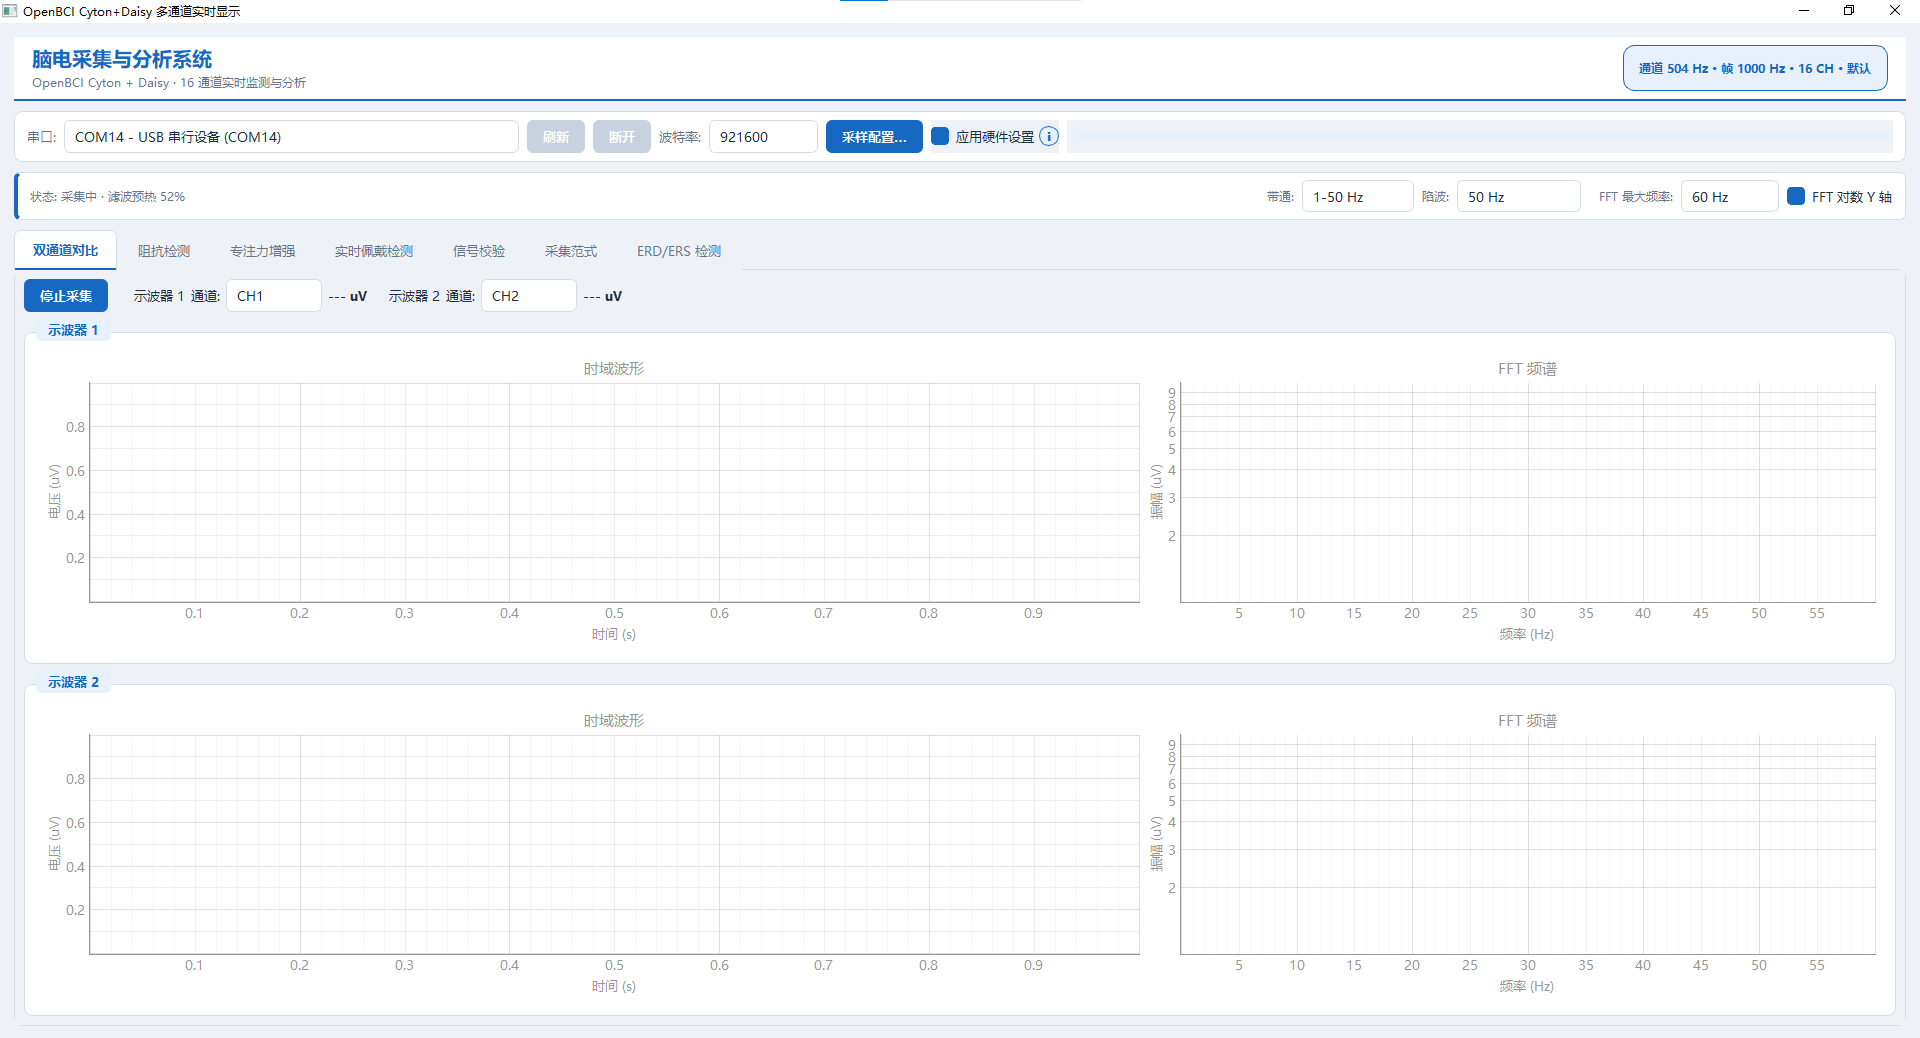 OpenBCI Cyton+Daisy 多通道实时显示
脑电采集与分析系统
OpenBCI Cyton + Daisy · 16 通道实时监测与分析
通道 504 Hz • 帧 1000 Hz • 16 CH • 默认
串口: COM14 - USB 串行设备 (COM14) 刷新 断开 波特率: 921600 采样配置... 应用硬件设置 i
状态: 采集中 · 滤波预热 52% 带通: 1-50 Hz 陷波: 50 Hz FFT 最大频率: 60 Hz FFT 对数 Y 轴
双通道对比 阻抗检测 专注力增强 实时佩戴检测 信号校验 采集范式 ERD/ERS 检测
停止采集 示波器 1 通道: CH1 --- uV 示波器 2 通道: CH2 --- uV
示波器 1
时域波形
电压 (uV)
0.8
0.6
0.4
0.2
0.1 0.2 0.3 0.4 0.5 0.6 0.7 0.8 0.9
时间 (s)
FFT 频谱
振幅 (uV)
9
8
7
6
5
4
3
2
5 10 15 20 25 30 35 40 45 50 55
频率 (Hz)
示波器 2
时域波形
电压 (uV)
0.8
0.6
0.4
0.2
0.1 0.2 0.3 0.4 0.5 0.6 0.7 0.8 0.9
时间 (s)
FFT 频谱
振幅 (uV)
9
8
7
6
5
4
3
2
5 10 15 20 25 30 35 40 45 50 55
频率 (Hz)